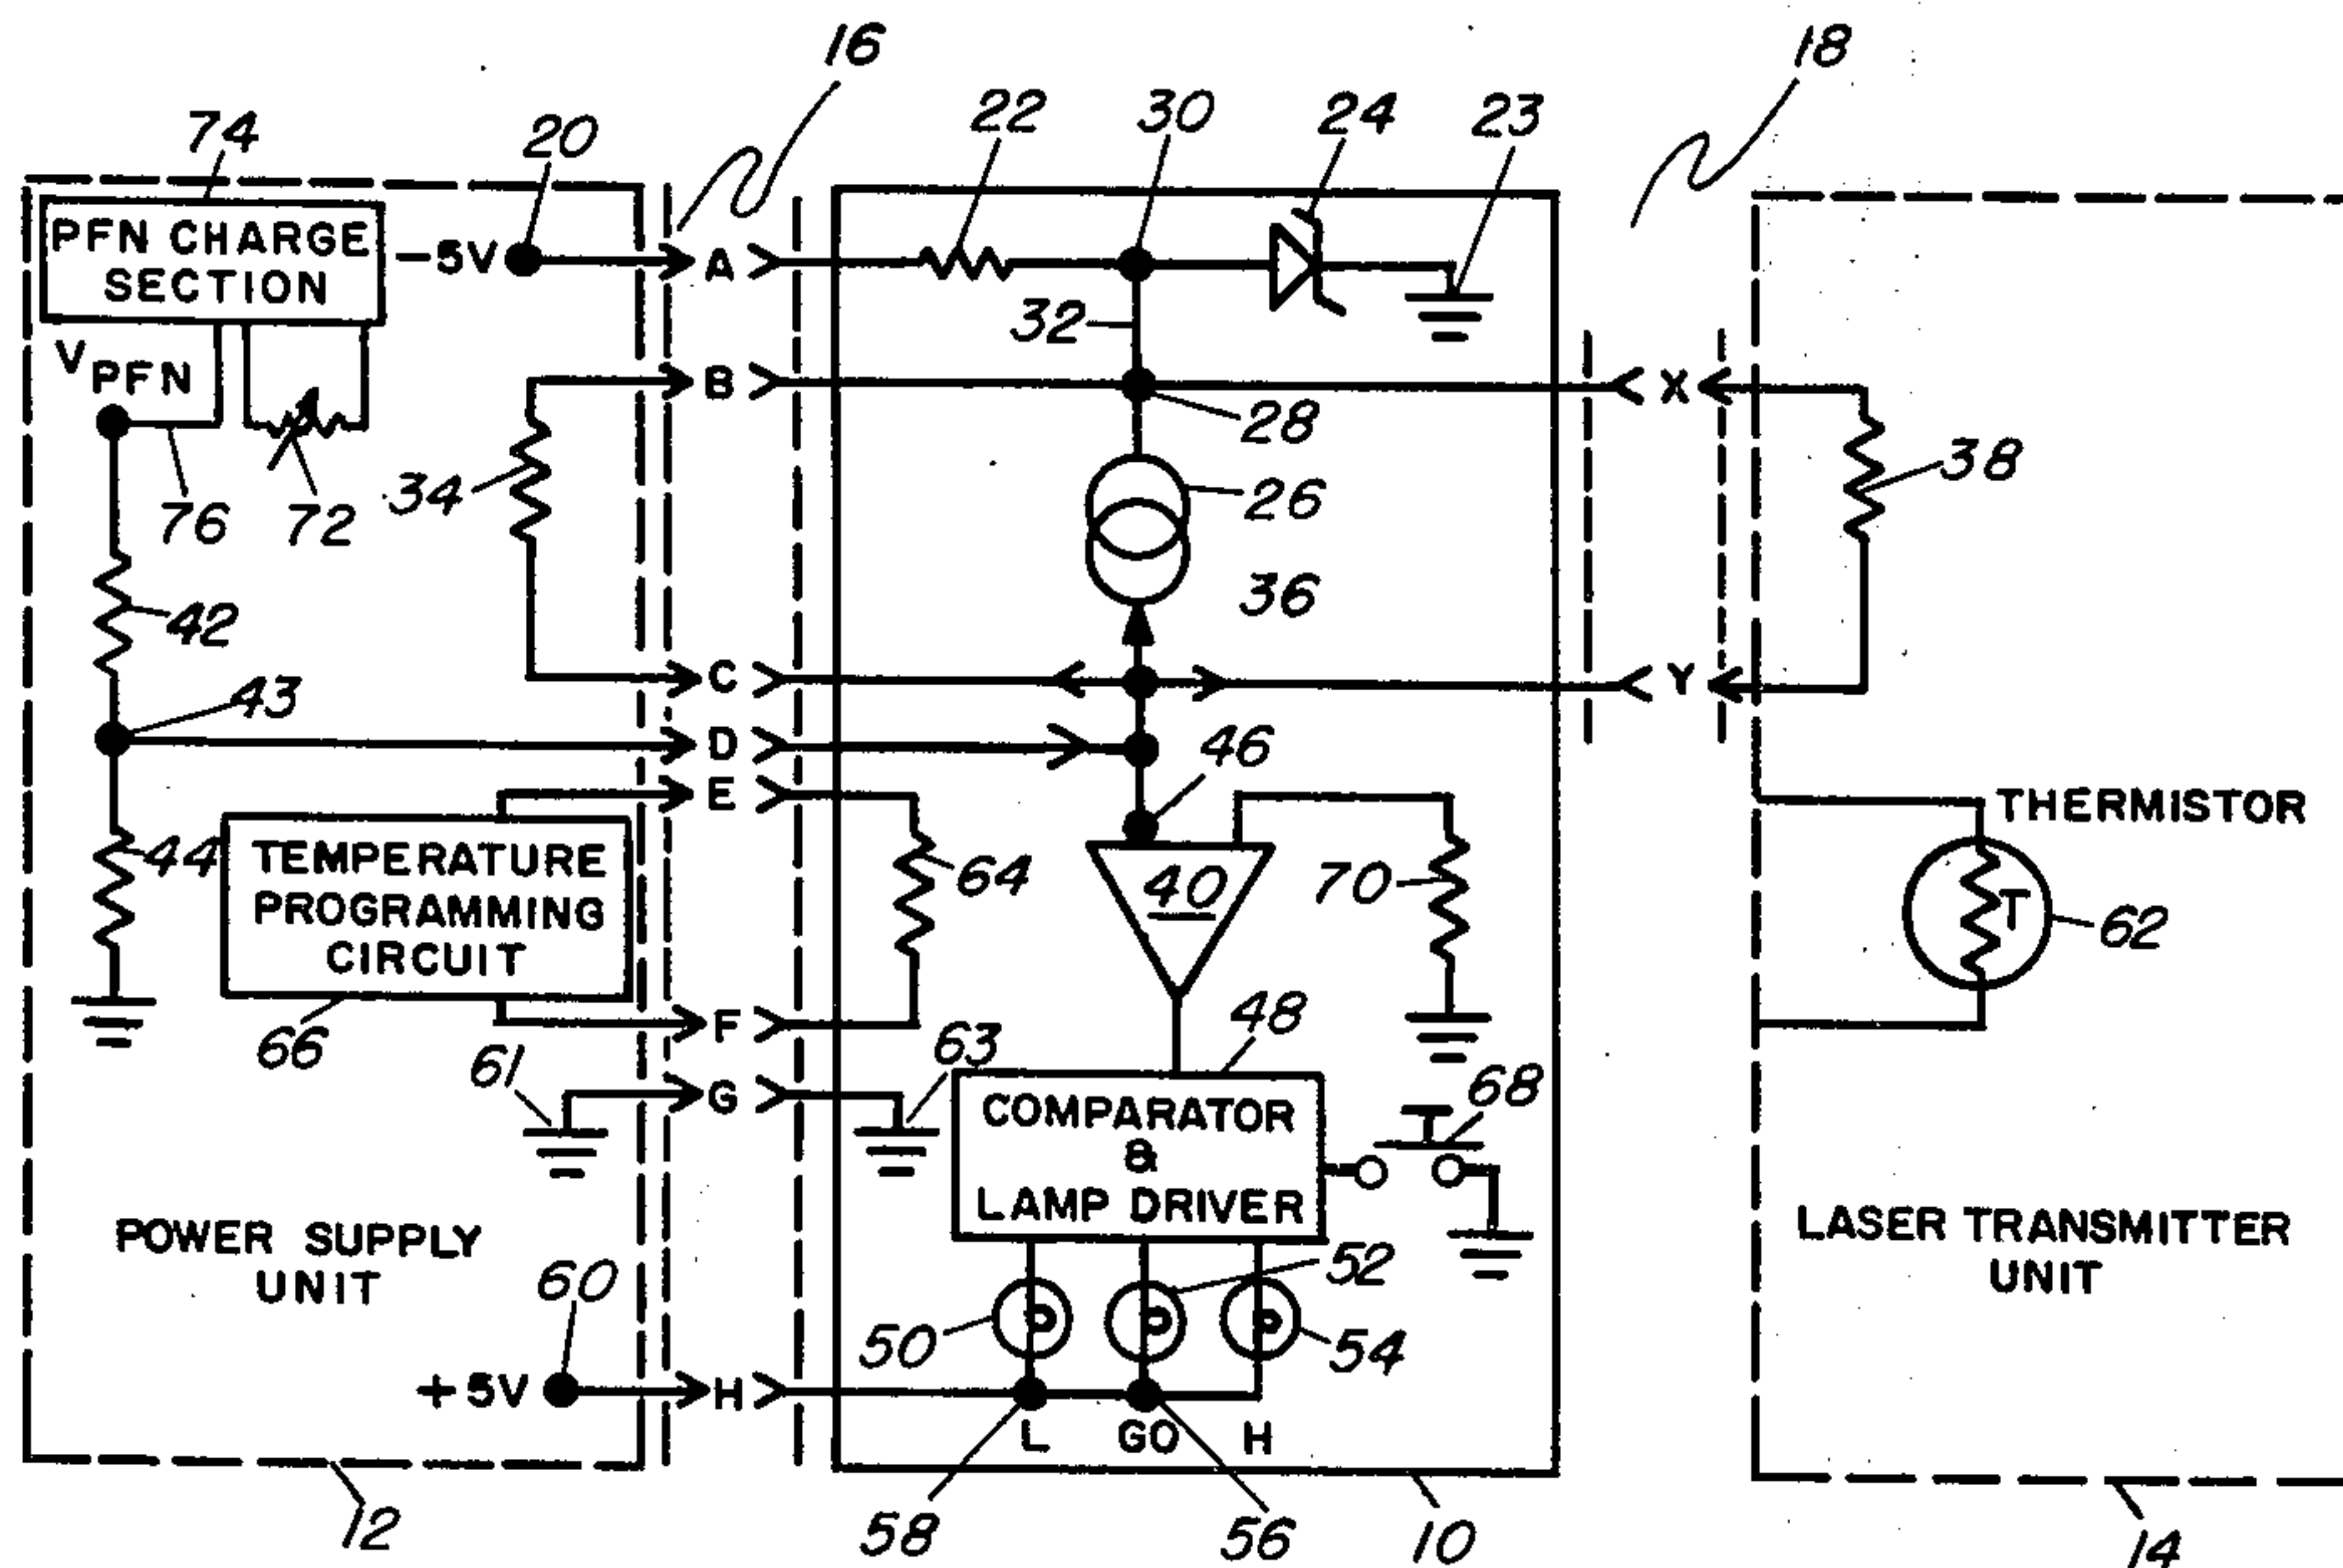 16
18
74
20
22
30
24
23
PFN CHARGE
SECTION
-5V
A
32
V PFN
B
X
28
34
26
38
76
72
42
36
43
C
Y
D
46
E
THERMISTOR
44
TEMPERATURE
PROGRAMMING
CIRCUIT
64
40
70
T
62
66
F
48
61
63
G
68
COMPARATOR
&
LAMP DRIVER
POWER SUPPLY
UNIT
LASER TRANSMITTER
UNIT
60
52
50
54
+5V
H
L
GO
H
12
58
56
10
14